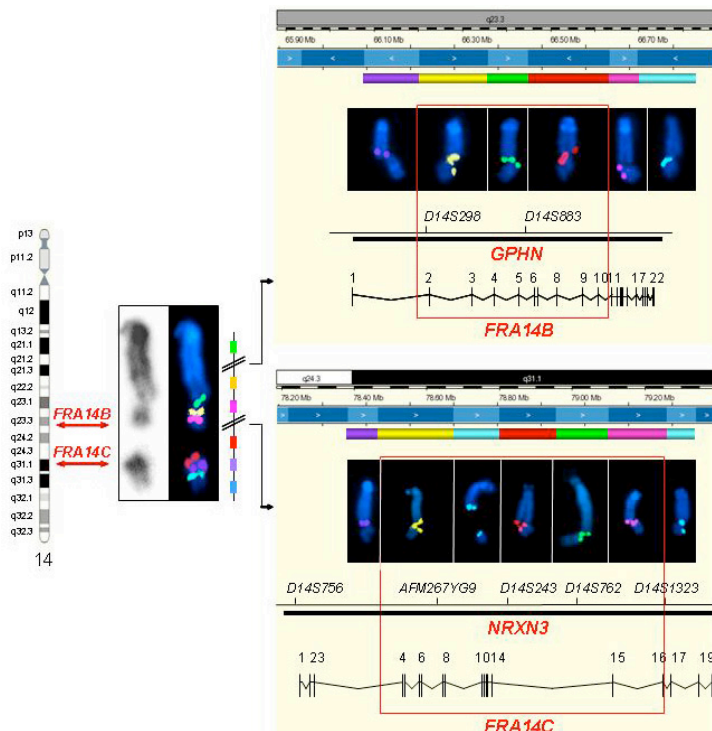 q23.3
65.90 Mb 66.10 Mb 66.30 Mb 66.50 Mb 66.70 Mb
> < < > > < > <
D14S298 D14S883
GPHN
1 2 3 4 5 6 8 9 10 11 17 22
FRA14B
p13
p11.2
q11.2
q12
q13.2
q21.1
q21.2
q21.3
q22.2
q23.1
q23.3
q24.2
q24.3
q31.1
q31.3
q32.1
q32.2
q32.3
14
FRA14B
FRA14C
q24.3 q31.1
78.20 Mb 78.40 Mb 78.60 Mb 78.80 Mb 79.00 Mb 79.20 Mb
> > > > > > > >
D14S756 AFM267YG9 D14S243 D14S762 D14S1323
NRXN3
1 23 4 6 8 10 14 15 16 17 19
FRA14C